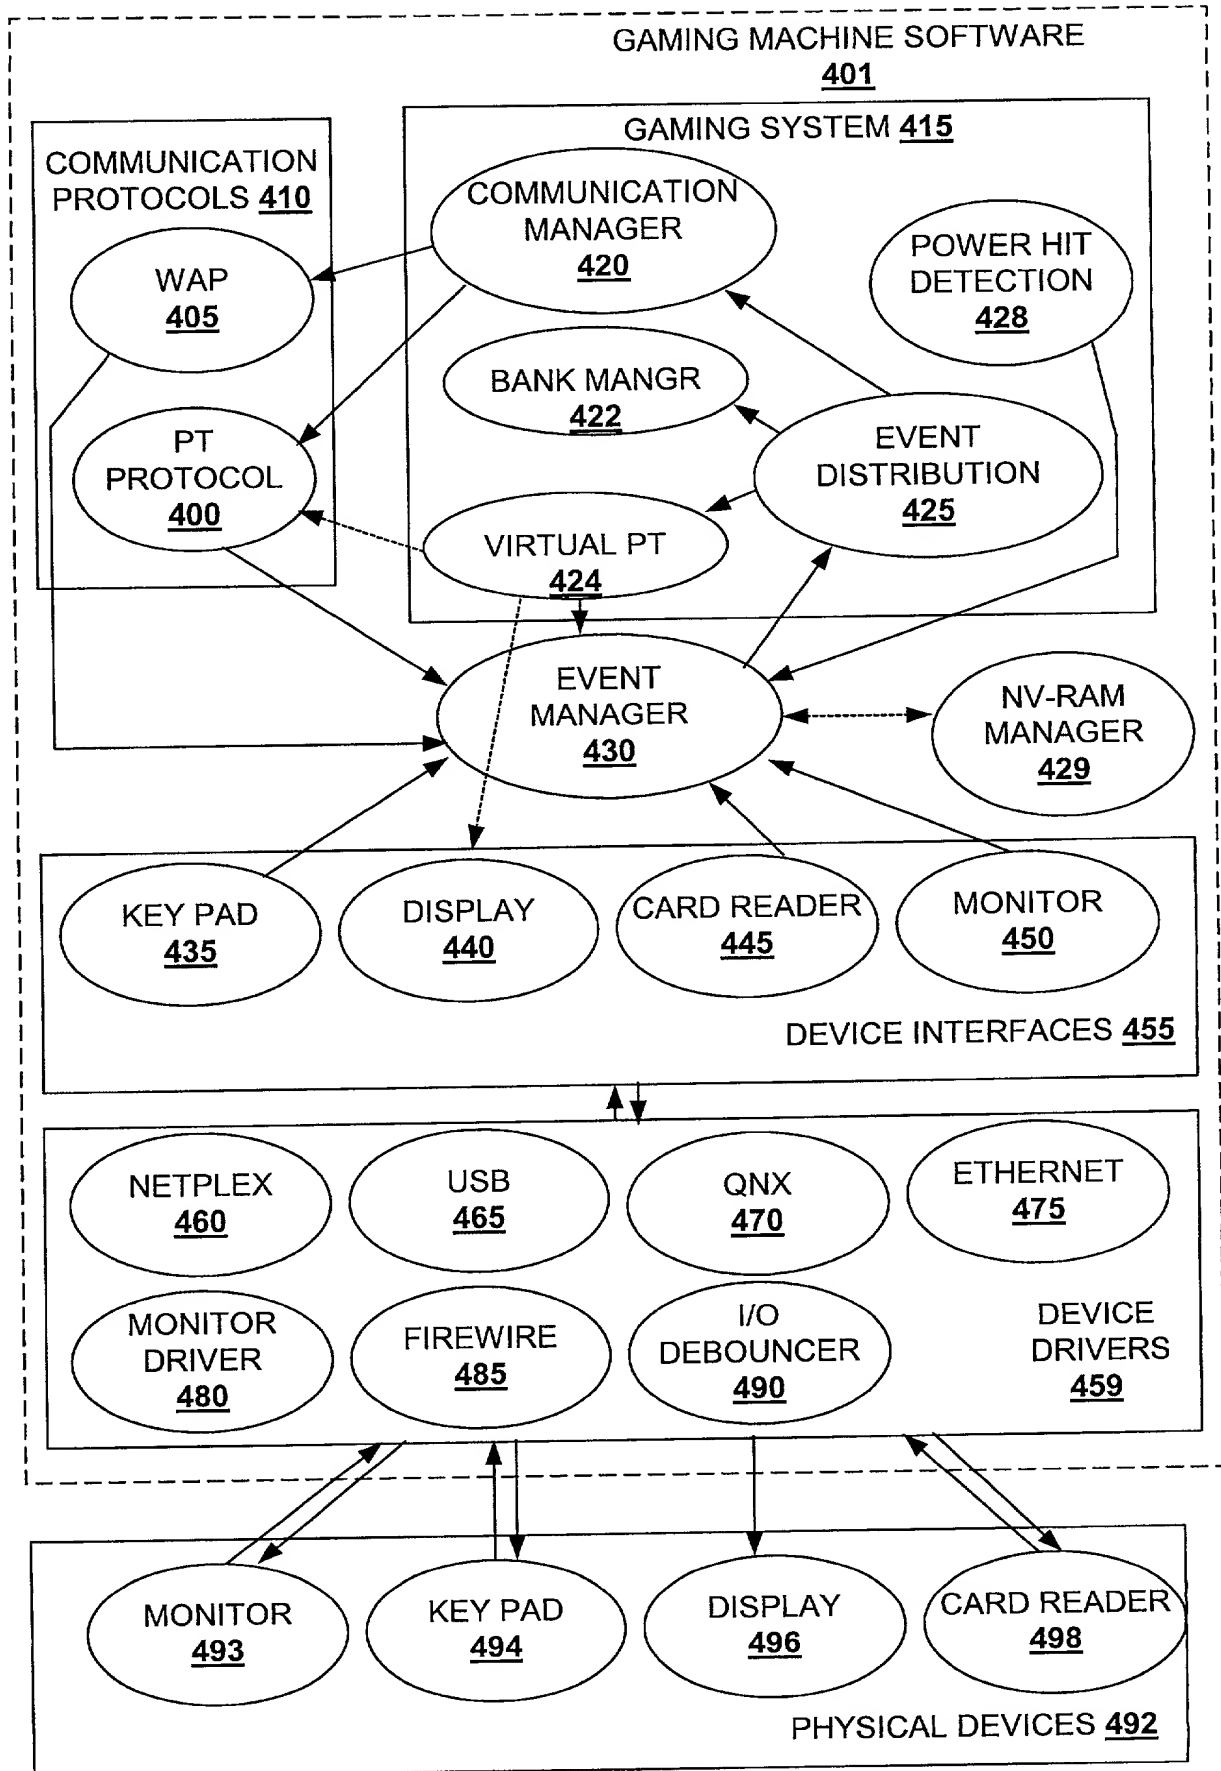 GAMING MACHINE SOFTWARE
401
GAMING SYSTEM 415
COMMUNICATION
PROTOCOLS 410
COMMUNICATION
MANAGER
420
POWER HIT
DETECTION
428
WAP
405
BANK MANGR
422
PT
PROTOCOL
400
EVENT
DISTRIBUTION
425
VIRTUAL PT
424
EVENT
MANAGER
430
NV-RAM
MANAGER
429
KEY PAD
435
DISPLAY
440
CARD READER
445
MONITOR
450
DEVICE INTERFACES 455
NETPLEX
460
USB
465
QNX
470
ETHERNET
475
MONITOR
DRIVER
480
FIREWIRE
485
I/O
DEBOUNCER
490
DEVICE
DRIVERS
459
MONITOR
493
KEY PAD
494
DISPLAY
496
CARD READER
498
PHYSICAL DEVICES 492